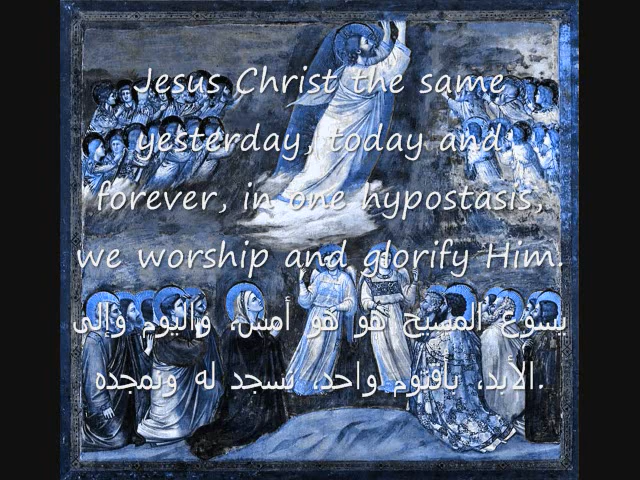 Jesus Christ the same
yesterday, today and
forever, in one hypostasis,
we worship and glorify Him.
يسوع المسيح هو هو أمس، واليوم وإلى
الأبد، بأقنوم واحد، نسجد له ونمجده.